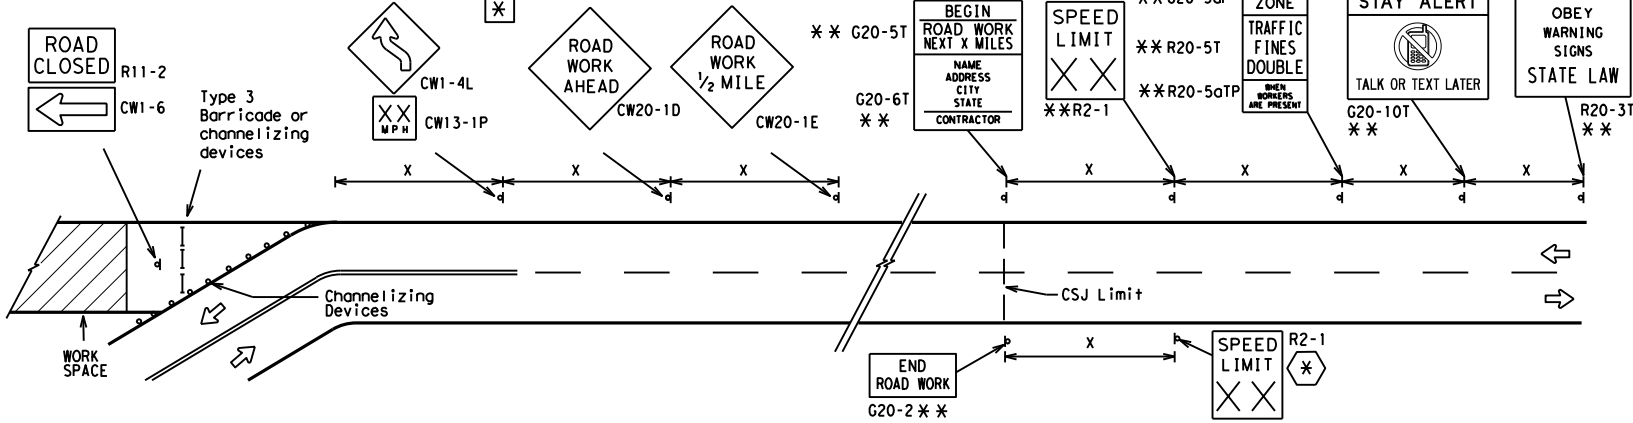 ROAD
CLOSED
R11-2
CW1-6
Type 3
Barricade or
channelizing
devices
CW1-4L
XX
MPH
CW13-1P
*
ROAD
WORK
AHEAD
CW20-1D
ROAD
WORK
1/2 MILE
CW20-1E
** G20-5T
G20-6T
**
BEGIN
ROAD WORK
NEXT X MILES
NAME
ADDRESS
CITY
STATE
CONTRACTOR
SPEED
LIMIT
XX
**R2-1
**R20-5T
**R20-5aTP
ZONE
TRAFFIC
FINES
DOUBLE
WHEN
WORKERS
ARE PRESENT
STAY ALERT
TALK OR TEXT LATER
G20-10T
**
OBEY
WARNING
SIGNS
STATE LAW
R20-3T
**
X
X
X
X
X
X
X
Channelizing
Devices
WORK
SPACE
CSJ Limit
END
ROAD WORK
G20-2 **
X
SPEED
LIMIT
XX
R2-1
*